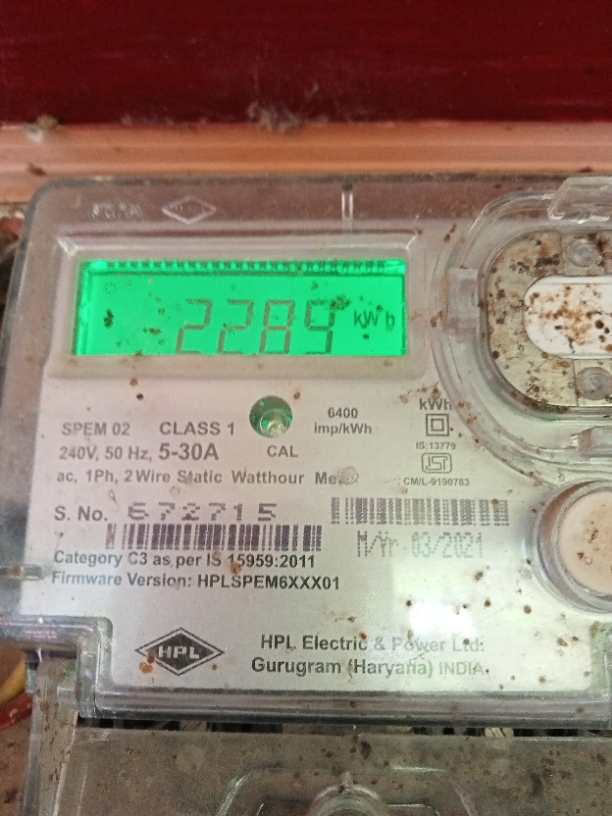 2289 kWh
SPEM 02 CLASS 1
6400 imp/kWh
kWh
240V, 50 Hz, 5-30A
CAL
IS:13779
ac, 1Ph, 2 Wire Static Watthour
CM/L-9190783
S. No. 672715
M/Yr 03/2021
Category C3 as per IS 15959:2011
Firmware Version: HPLSPEM6XXX01
HPL
HPL Electric & Power Ltd.
Gurugram (Haryana) INDIA.